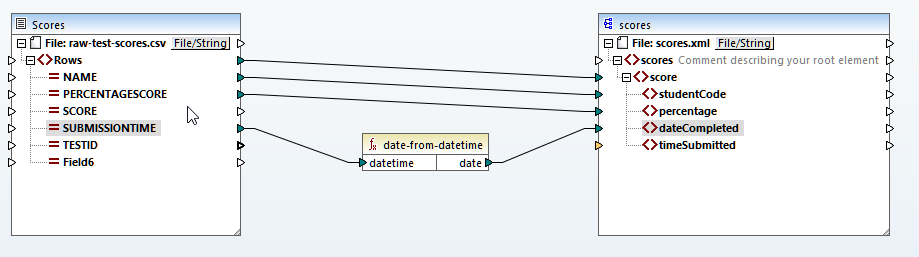 Scores
File: raw-test-scores.csv File/String
Rows
NAME
PERCENTAGESCORE
SCORE
SUBMISSIONTIME
TESTID
Field6
fx date-from-datetime
datetime date
scores
File: scores.xml File/String
scores Comment describing your root element
score
studentCode
percentage
dateCompleted
timeSubmitted